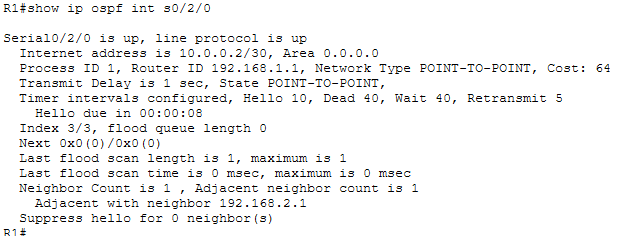 R1#show ip ospf int s0/2/0

Serial0/2/0 is up, line protocol is up
  Internet address is 10.0.0.2/30, Area 0.0.0.0
  Process ID 1, Router ID 192.168.1.1, Network Type POINT-TO-POINT, Cost: 64
  Transmit Delay is 1 sec, State POINT-TO-POINT,
  Timer intervals configured, Hello 10, Dead 40, Wait 40, Retransmit 5
    Hello due in 00:00:08
  Index 3/3, flood queue length 0
  Next 0x0(0)/0x0(0)
  Last flood scan length is 1, maximum is 1
  Last flood scan time is 0 msec, maximum is 0 msec
  Neighbor Count is 1 , Adjacent neighbor count is 1
    Adjacent with neighbor 192.168.2.1
  Suppress hello for 0 neighbor(s)
R1#